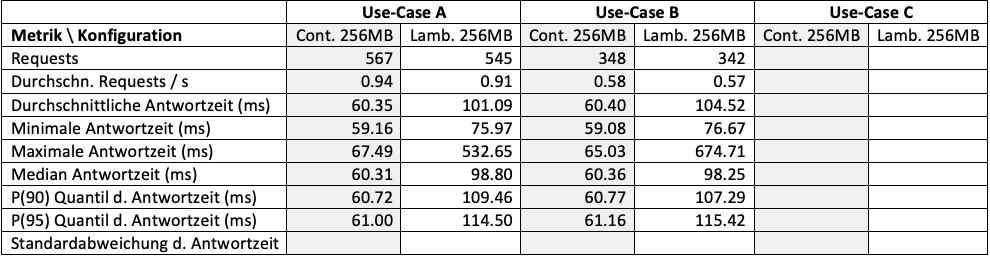 Use-Case A Use-Case B Use-Case C
Metrik \ Konfiguration Cont. 256MB Lamb. 256MB Cont. 256MB Lamb. 256MB Cont. 256MB Lamb. 256MB
Requests 567 545 348 342
Durchschn. Requests / s 0.94 0.91 0.58 0.57
Durchschnittliche Antwortzeit (ms) 60.35 101.09 60.40 104.52
Minimale Antwortzeit (ms) 59.16 75.97 59.08 76.67
Maximale Antwortzeit (ms) 67.49 532.65 65.03 674.71
Median Antwortzeit (ms) 60.31 98.80 60.36 98.25
P(90) Quantil d. Antwortzeit (ms) 60.72 109.46 60.77 107.29
P(95) Quantil d. Antwortzeit (ms) 61.00 114.50 61.16 115.42
Standardabweichung d. Antwortzeit